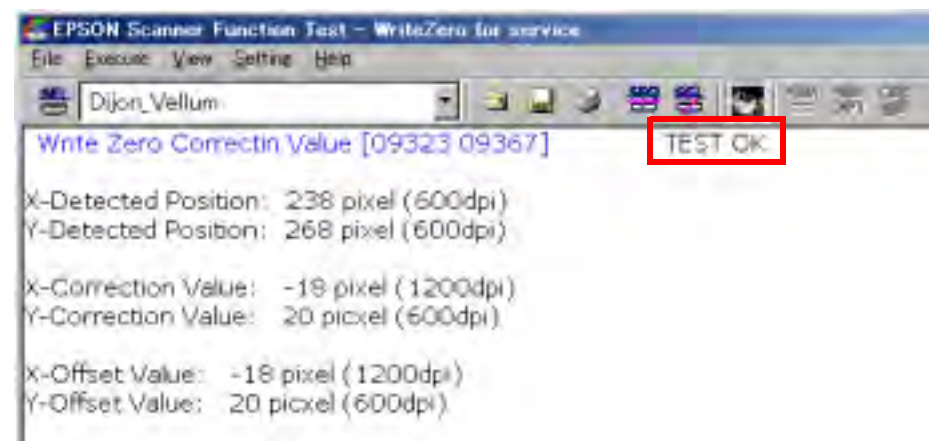 EPSON Scanner Function Test - WriteZero for service
File Execute View Setting Help
Dijon_Vellum
Write Zero Correctin Value [09323 09367] TEST OK
X-Detected Position: 238 pixel (600dpi)
Y-Detected Position: 268 pixel (600dpi)
X-Correction Value: -18 pixel (1200dpi)
Y-Correction Value: 20 picxel (600dpi)
X-Offset Value: -18 pixel (1200dpi)
Y-Offset Value: 20 picxel (600dpi)